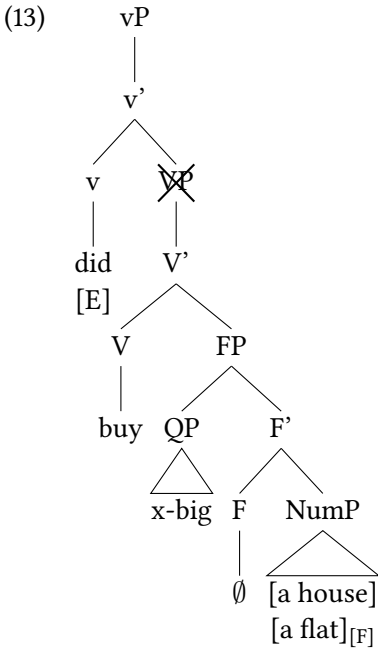 (13) vP
v’
v VP
did V’
[E]
V FP
buy QP F’
x-big F NumP
∅ [a house]
[a flat][F]